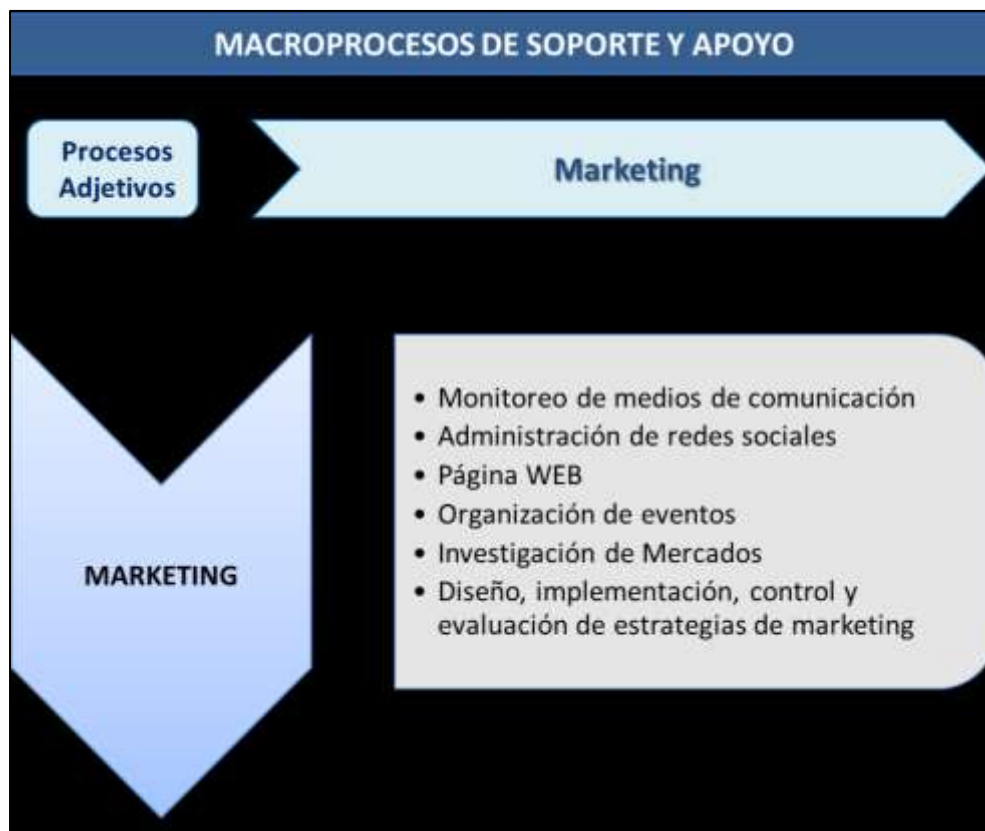 MACROPROCESOS DE SOPORTE Y APOYO
Procesos
Adjetivos
Marketing
MARKETING
• Monitoreo de medios de comunicación
• Administración de redes sociales
• Página WEB
• Organización de eventos
• Investigación de Mercados
• Diseño, implementación, control y
evaluación de estrategias de marketing